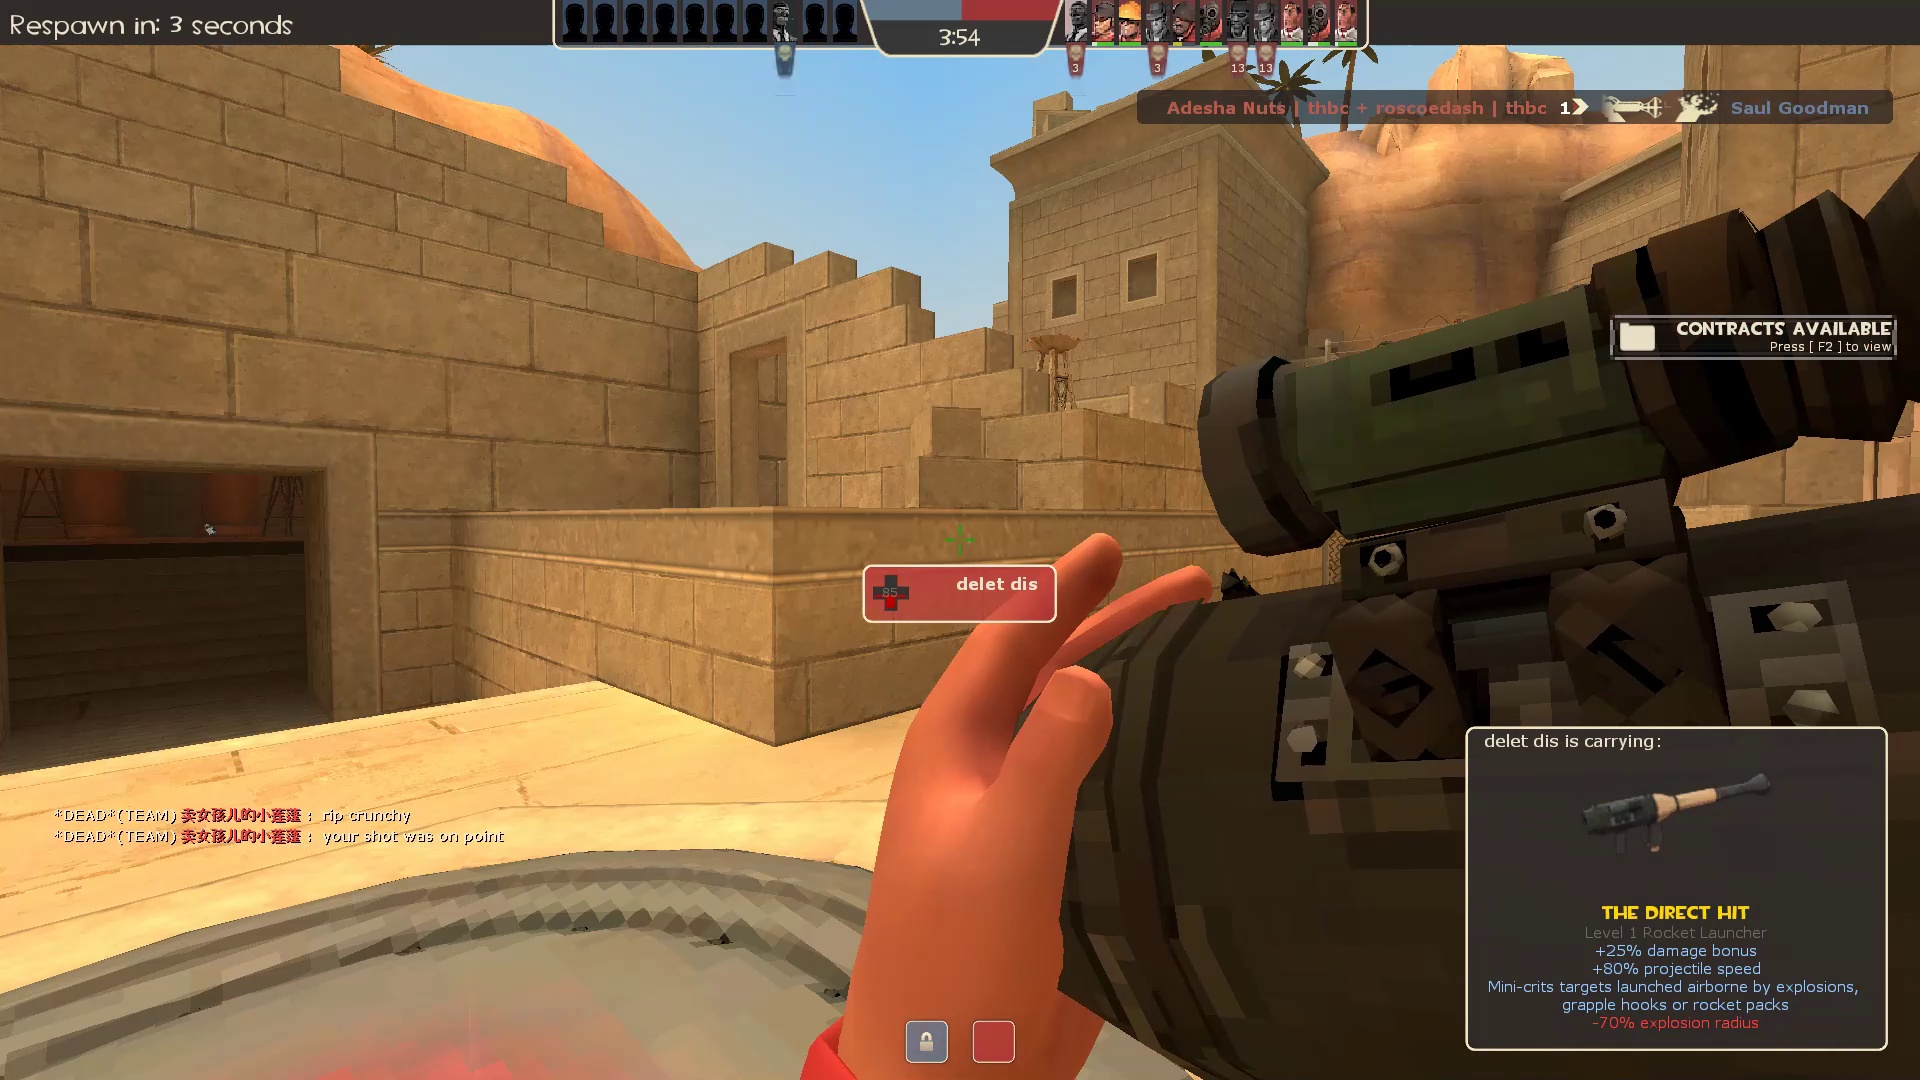 Respawn in: 3 seconds
3:54
3
3
13
13
Adesha Nuts | thbc + roscoedash | thbc 1 Saul Goodman
CONTRACTS AVAILABLE
Press [ F2 ] to view
delet dis
85
*DEAD*(TEAM) 卖女孩儿的小莲蓬 : rip crunchy
*DEAD*(TEAM) 卖女孩儿的小莲蓬 : your shot was on point
delet dis is carrying:
THE DIRECT HIT
Level 1 Rocket Launcher
+25% damage bonus
+80% projectile speed
Mini-crits targets launched airborne by explosions,
grapple hooks or rocket packs
-70% explosion radius